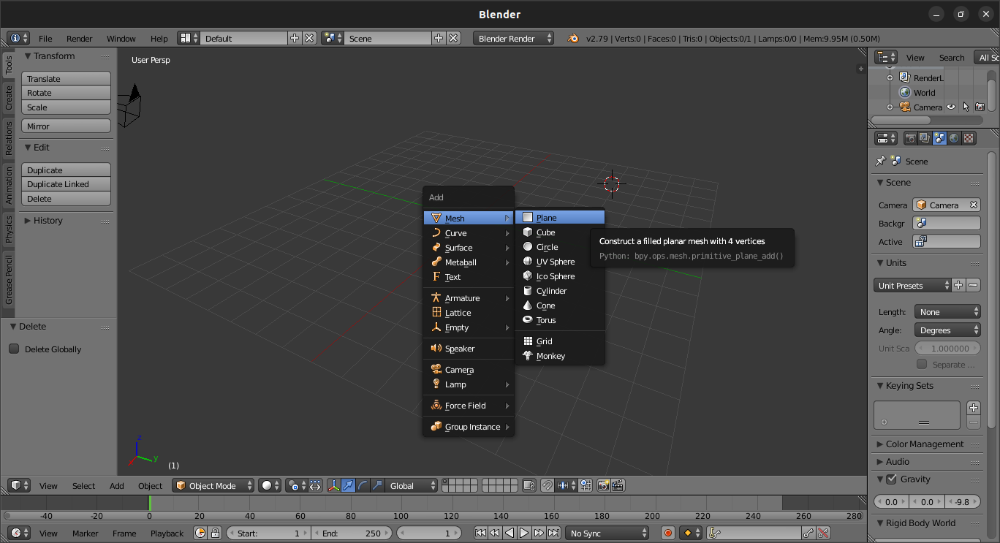 Blender
File Render Window Help Default Scene Blender Render v2.79 | Verts:0 | Faces:0 | Tris:0 | Objects:0/1 | Lamps:0/0 | Mem:9.95M (0.50M)
Tools
Create
Relations
Animation
Physics
Grease Pencil
Transform
Translate
Rotate
Scale
Mirror
Edit
Duplicate
Duplicate Linked
Delete
History
Delete
Delete Globally
User Persp
Add
Mesh
Curve
Surface
Metaball
Text
Armature
Lattice
Empty
Speaker
Camera
Lamp
Force Field
Group Instance
Plane
Cube
Circle
UV Sphere
Ico Sphere
Cylinder
Cone
Torus
Grid
Monkey
Construct a filled planar mesh with 4 vertices
Python: bpy.ops.mesh.primitive_plane_add()
z
y
x
(1)
View Search All Sc
RenderL
World
Camera
Scene
Scene
Camera Camera
Backgr
Active
Units
Unit Presets
Length: None
Angle: Degrees
Unit Sca 1.000000
Separate ...
Keying Sets
Color Management
Audio
Gravity
0.0 0.0 -9.8
Rigid Body World
View Select Add Object Object Mode Global
-40 -20 0 20 40 60 80 100 120 140 160 180 200 220 240 260 280
View Marker Frame Playback Start: 1 End: 250 1 No Sync